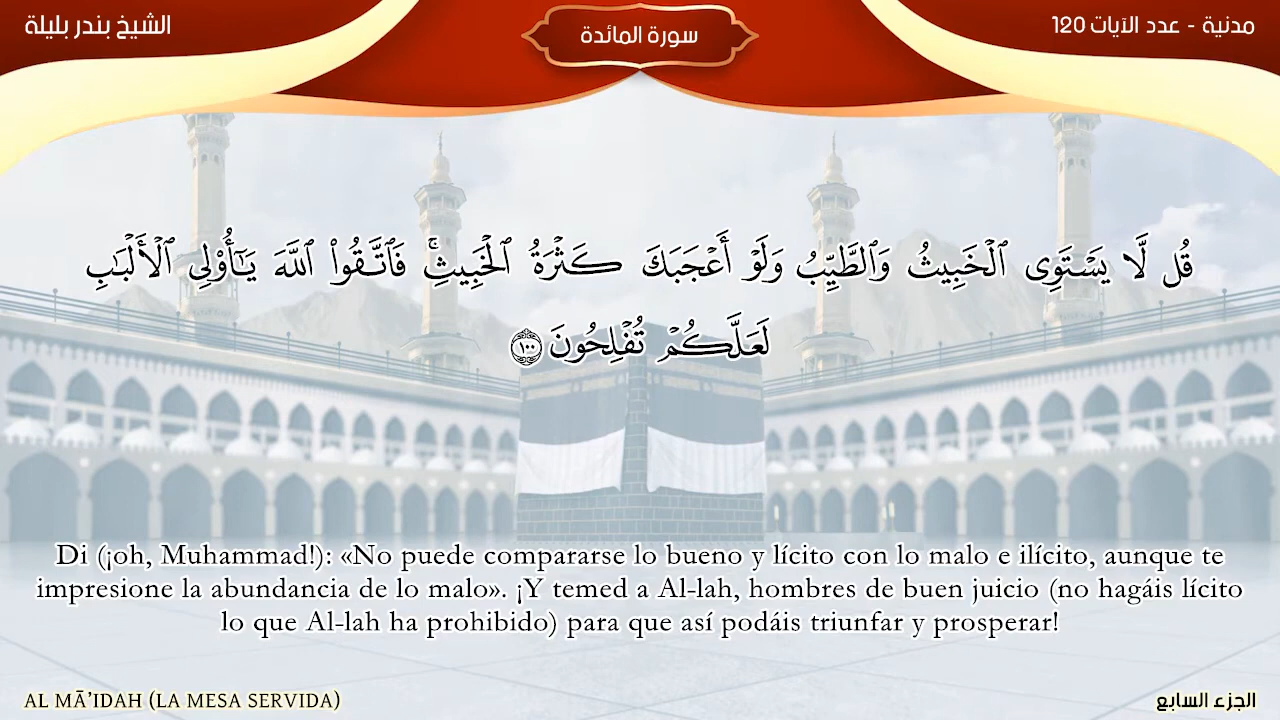 الشيخ بندر بليلة
سورة المائدة
مدنية - عدد الآيات 120
قُل لَّا يَسْتَوِى ٱلْخَبِيثُ وَٱلطَّيِّبُ وَلَوْ أَعْجَبَكَ كَثْرَةُ ٱلْخَبِيثِ ۚ فَٱتَّقُوا۟ ٱللَّهَ يَـٰٓأُو۟لِى ٱلْأَلْبَـٰبِ
لَعَلَّكُمْ تُفْلِحُونَ ١٠٠
Di (¡oh, Muhammad!): «No puede compararse lo bueno y lícito con lo malo e ilícito, aunque te
impresione la abundancia de lo malo». ¡Y temed a Al-lah, hombres de buen juicio (no hagáis lícito
lo que Al-lah ha prohibido) para que así podáis triunfar y prosperar!
AL MĀ’IDAH (LA MESA SERVIDA)
الجزء السابع